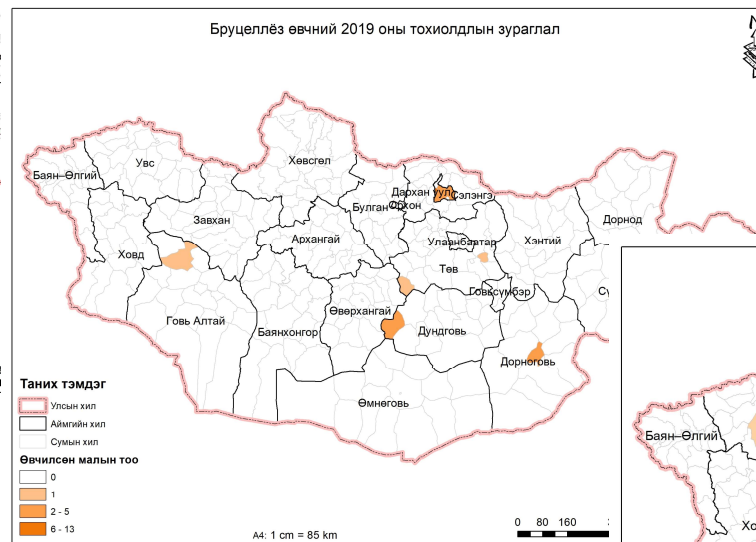 Бруцеллёз өвчний 2019 оны тохиолдлын зураглал
Хөвсгөл
Увс
Баян–Өлгий
Дархан уул
Сэлэнгэ
Орхон
Булган
Завхан
Дорнод
Архангай
Улаанбаатар
Хэнтий
Ховд
Төв
Говьсүмбэр
Өвөрхангай
Говь Алтай
Баянхонгор
Дундговь
Дорноговь
Өмнөговь
Таних тэмдэг
Улсын хил
Аймгийн хил
Сумын хил
Өвчилсөн малын тоо
0
1
2 - 5
6 - 13
А4: 1 cm = 85 km
0 80 160
Баян–Өлгий